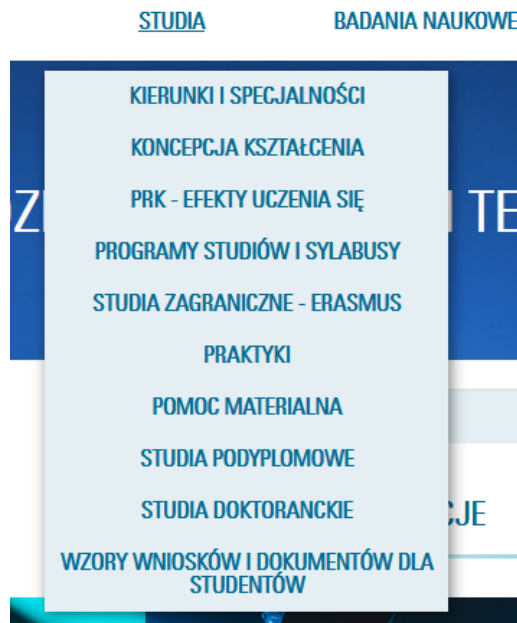 STUDIA BADANIA NAUKOWE
KIERUNKI I SPECJALNOŚCI
KONCEPCJA KSZTAŁCENIA
PRK - EFEKTY UCZENIA SIĘ
PROGRAMY STUDIÓW I SYLABUSY
STUDIA ZAGRANICZNE - ERASMUS
PRAKTYKI
POMOC MATERIALNA
STUDIA PODYPLOMOWE
STUDIA DOKTORANCKIE
WZORY WNIOSKÓW I DOKUMENTÓW DLA
STUDENTÓW